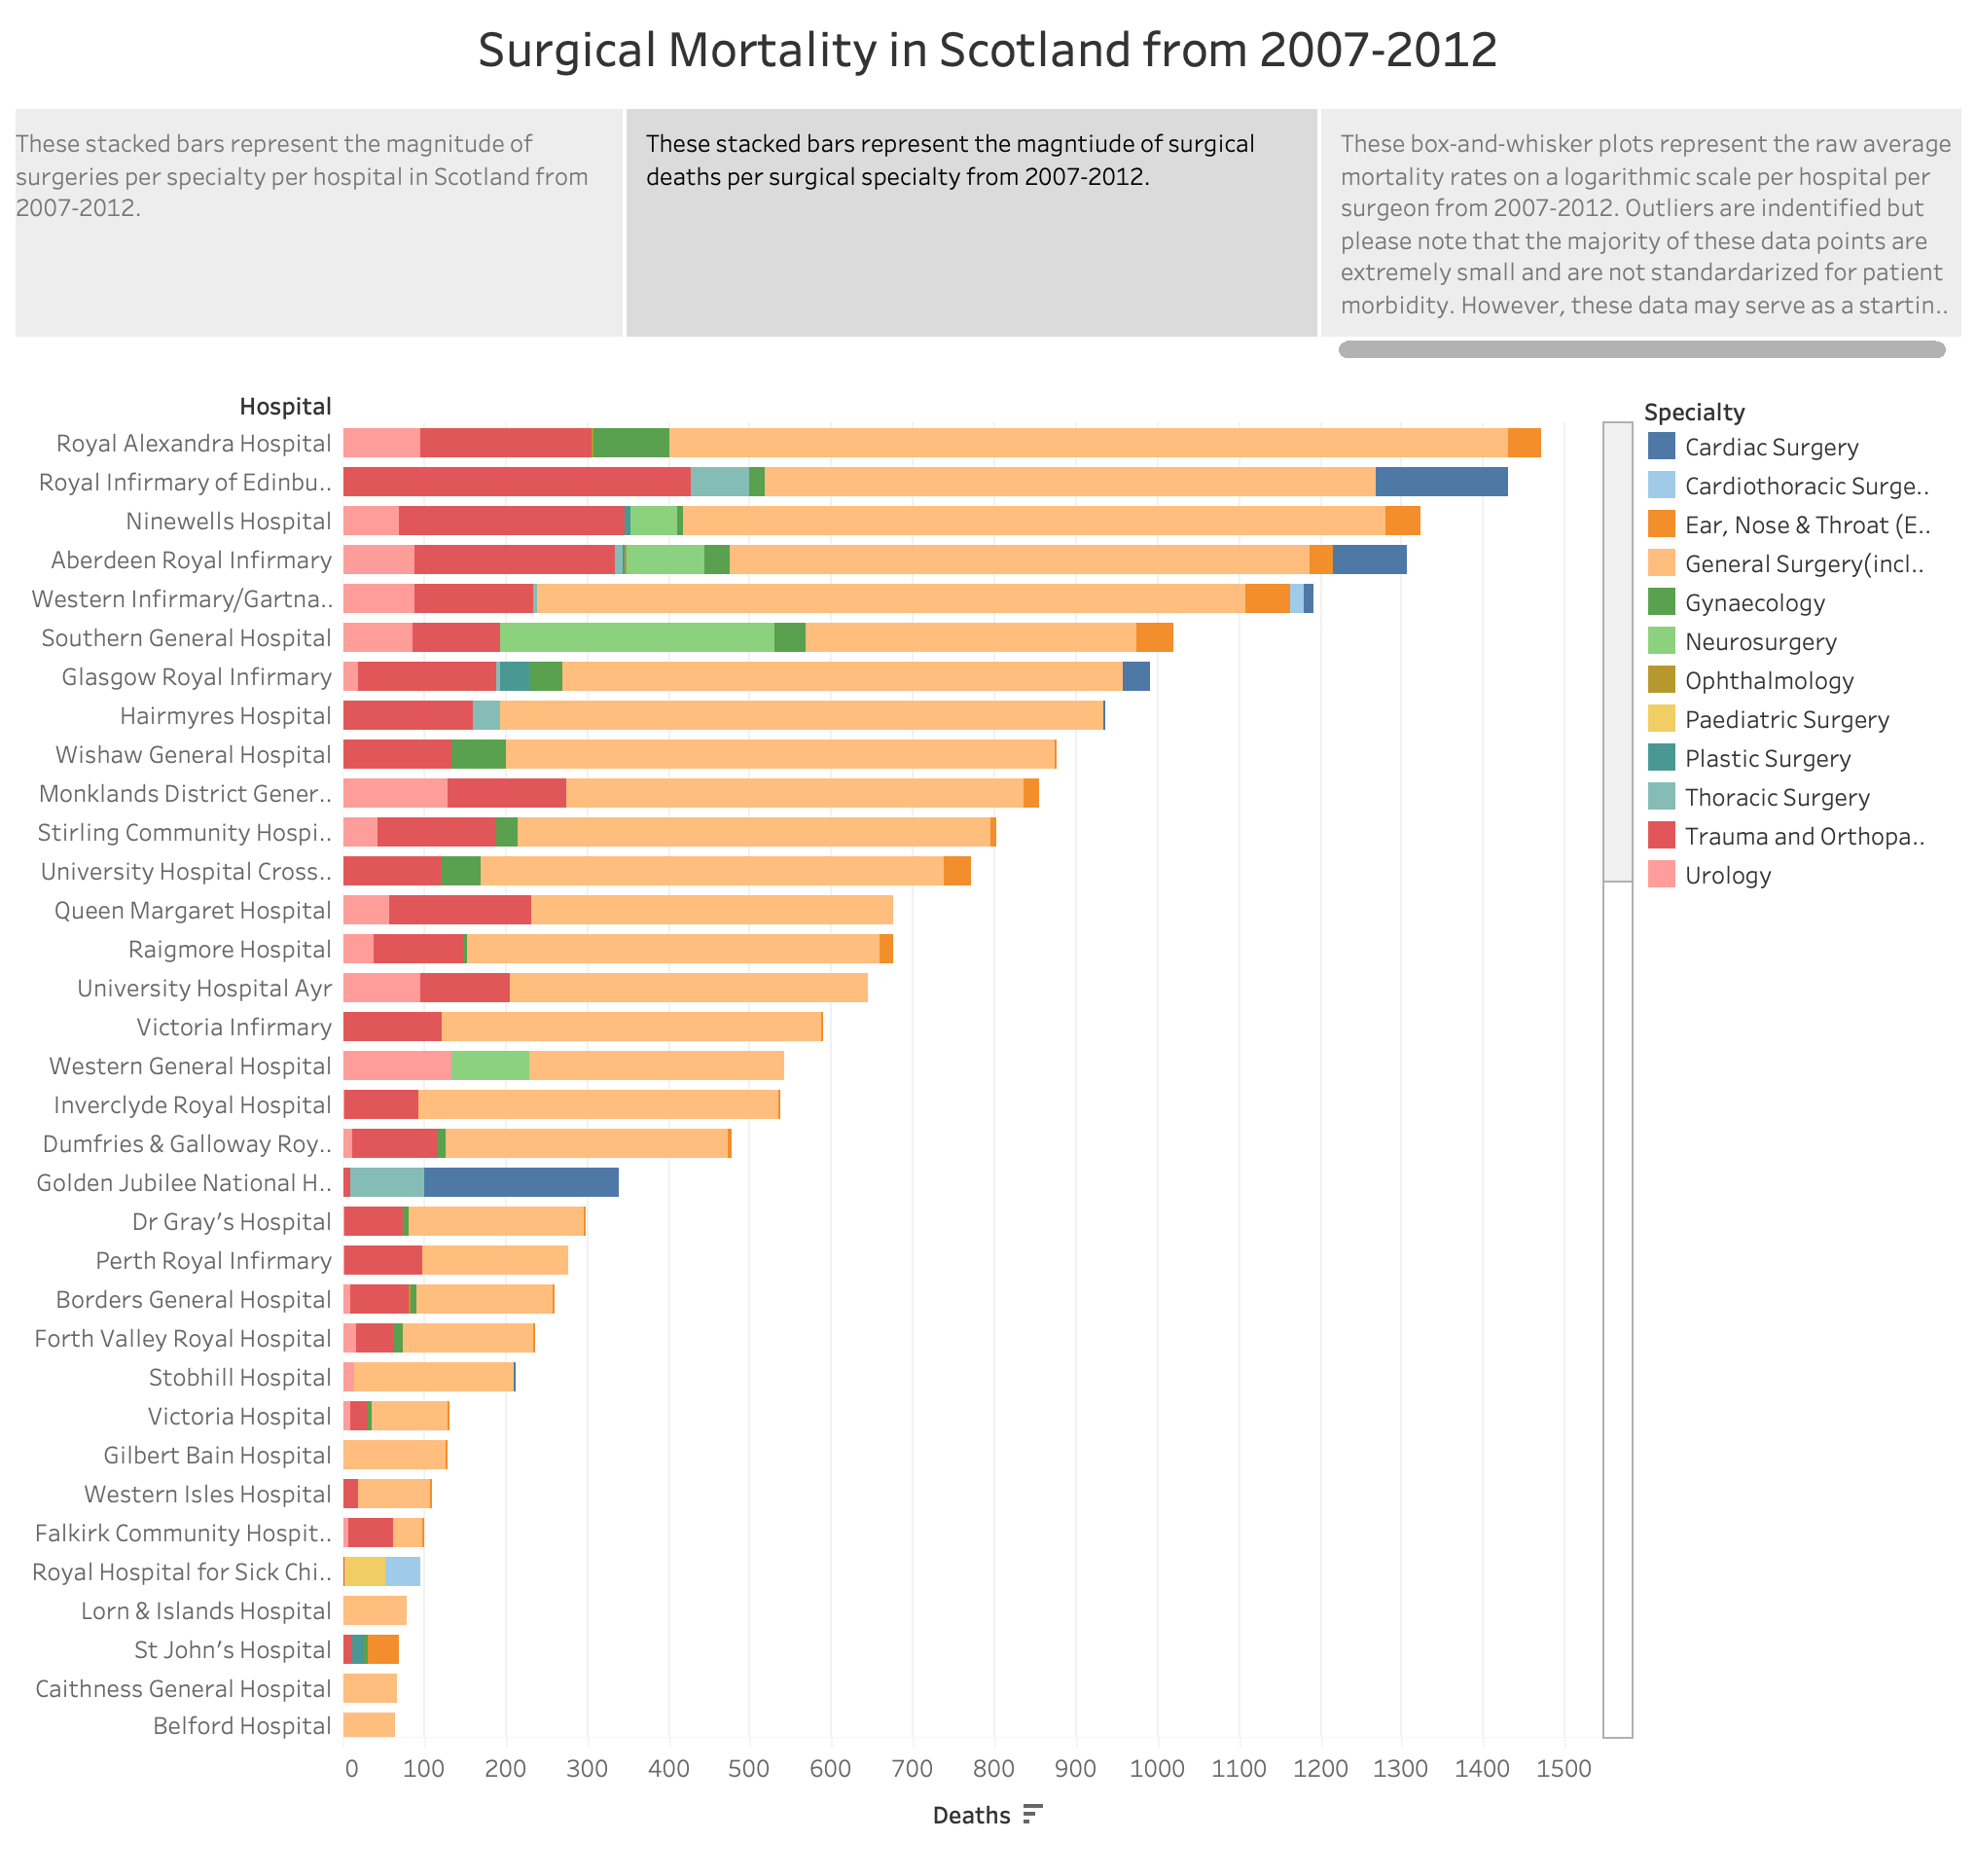 Surgical Mortality in Scotland from 2007-2012
These stacked bars represent the magnitude of
surgeries per specialty per hospital in Scotland from
2007-2012.
These stacked bars represent the magntiude of surgical
deaths per surgical specialty from 2007-2012.
These box-and-whisker plots represent the raw average
mortality rates on a logarithmic scale per hospital per
surgeon from 2007-2012. Outliers are indentified but
please note that the majority of these data points are
extremely small and are not standardarized for patient
morbidity. However, these data may serve as a startin..
Hospital
Royal Alexandra Hospital
Royal Infirmary of Edinbu..
Ninewells Hospital
Aberdeen Royal Infirmary
Western Infirmary/Gartna..
Southern General Hospital
Glasgow Royal Infirmary
Hairmyres Hospital
Wishaw General Hospital
Monklands District Gener..
Stirling Community Hospi..
University Hospital Cross..
Queen Margaret Hospital
Raigmore Hospital
University Hospital Ayr
Victoria Infirmary
Western General Hospital
Inverclyde Royal Hospital
Dumfries & Galloway Roy..
Golden Jubilee National H..
Dr Gray's Hospital
Perth Royal Infirmary
Borders General Hospital
Forth Valley Royal Hospital
Stobhill Hospital
Victoria Hospital
Gilbert Bain Hospital
Western Isles Hospital
Falkirk Community Hospit..
Royal Hospital for Sick Chi..
Lorn & Islands Hospital
St John's Hospital
Caithness General Hospital
Belford Hospital
0 100 200 300 400 500 600 700 800 900 1000 1100 1200 1300 1400 1500
Deaths
Specialty
Cardiac Surgery
Cardiothoracic Surge..
Ear, Nose & Throat (E..
General Surgery(incl..
Gynaecology
Neurosurgery
Ophthalmology
Paediatric Surgery
Plastic Surgery
Thoracic Surgery
Trauma and Orthopa..
Urology